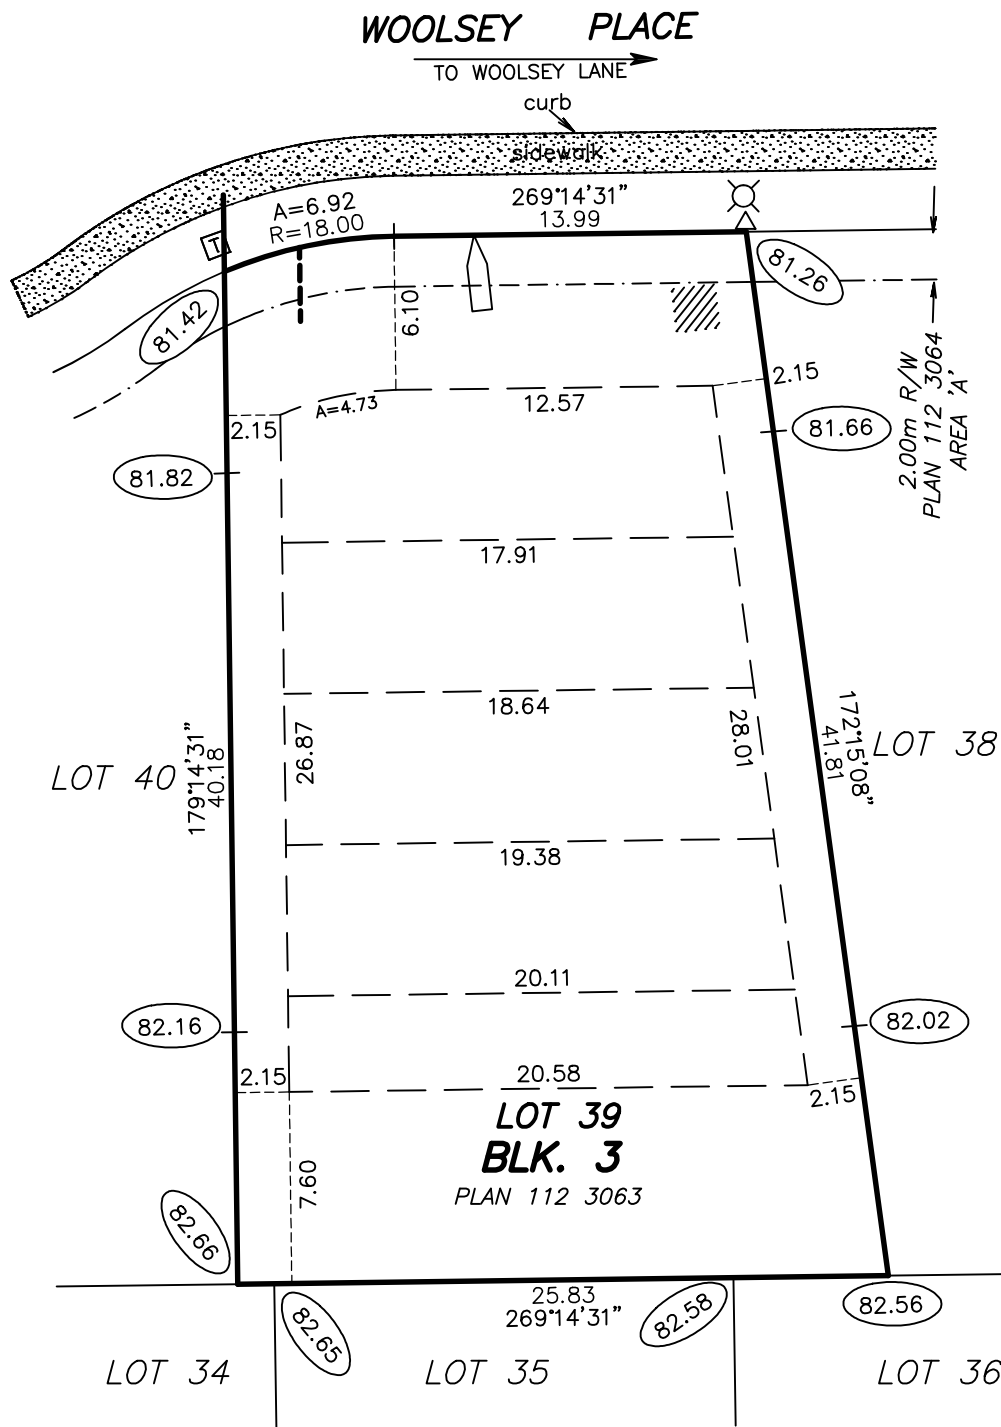 WOOLSEY PLACE
TO WOOLSEY LANE
curb
sidewalk
A=6.92
R=18.00
269°14'31"
13.99
T
81.42
81.26
6.10
2.00m R/W
PLAN 112 3064
AREA 'A'
A=4.73
12.57
2.15
2.15
81.66
81.82
17.91
18.64
26.87
28.01
179°14'31"
40.18
172°15'08"
41.81
LOT 40
LOT 38
19.38
20.11
82.16
82.02
2.15
20.58
2.15
LOT 39
BLK. 3
PLAN 112 3063
7.60
82.66
25.83
269°14'31"
82.65
82.58
82.56
LOT 34
LOT 35
LOT 36